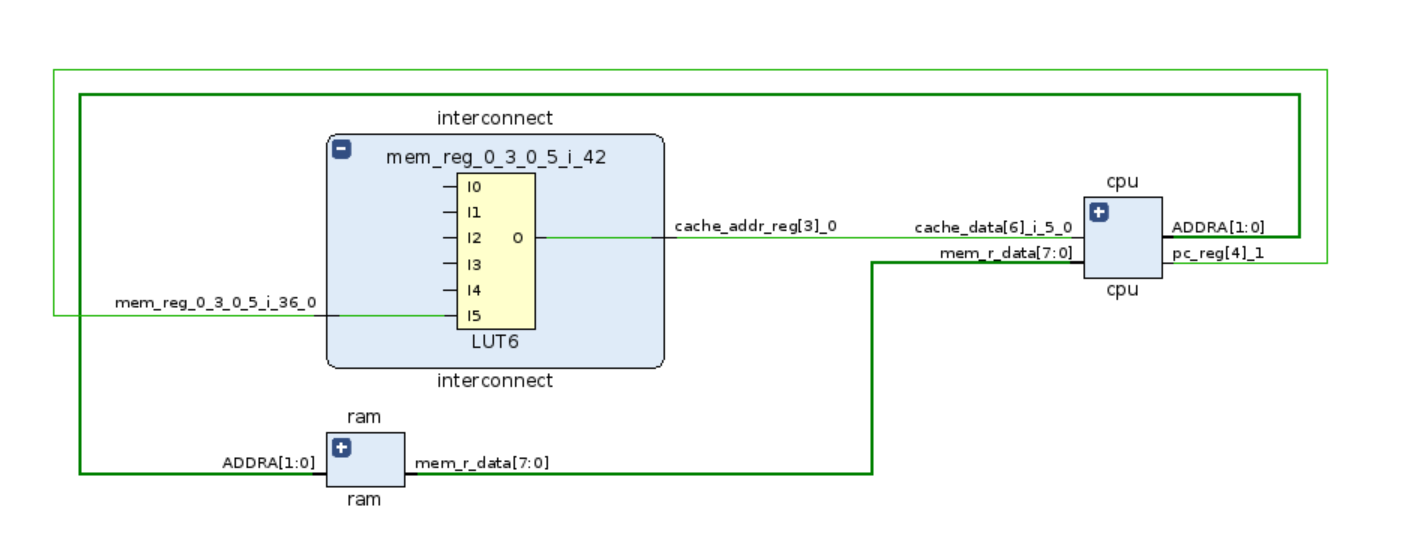 interconnect
mem_reg_0_3_0_5_i_42
I0
I1
I2
O
I3
I4
I5
LUT6
interconnect
mem_reg_0_3_0_5_i_36_0
cache_addr_reg[3]_0
cpu
cache_data[6]_i_5_0
mem_r_data[7:0]
ADDRA[1:0]
pc_reg[4]_1
cpu
ram
ADDRA[1:0]
mem_r_data[7:0]
ram